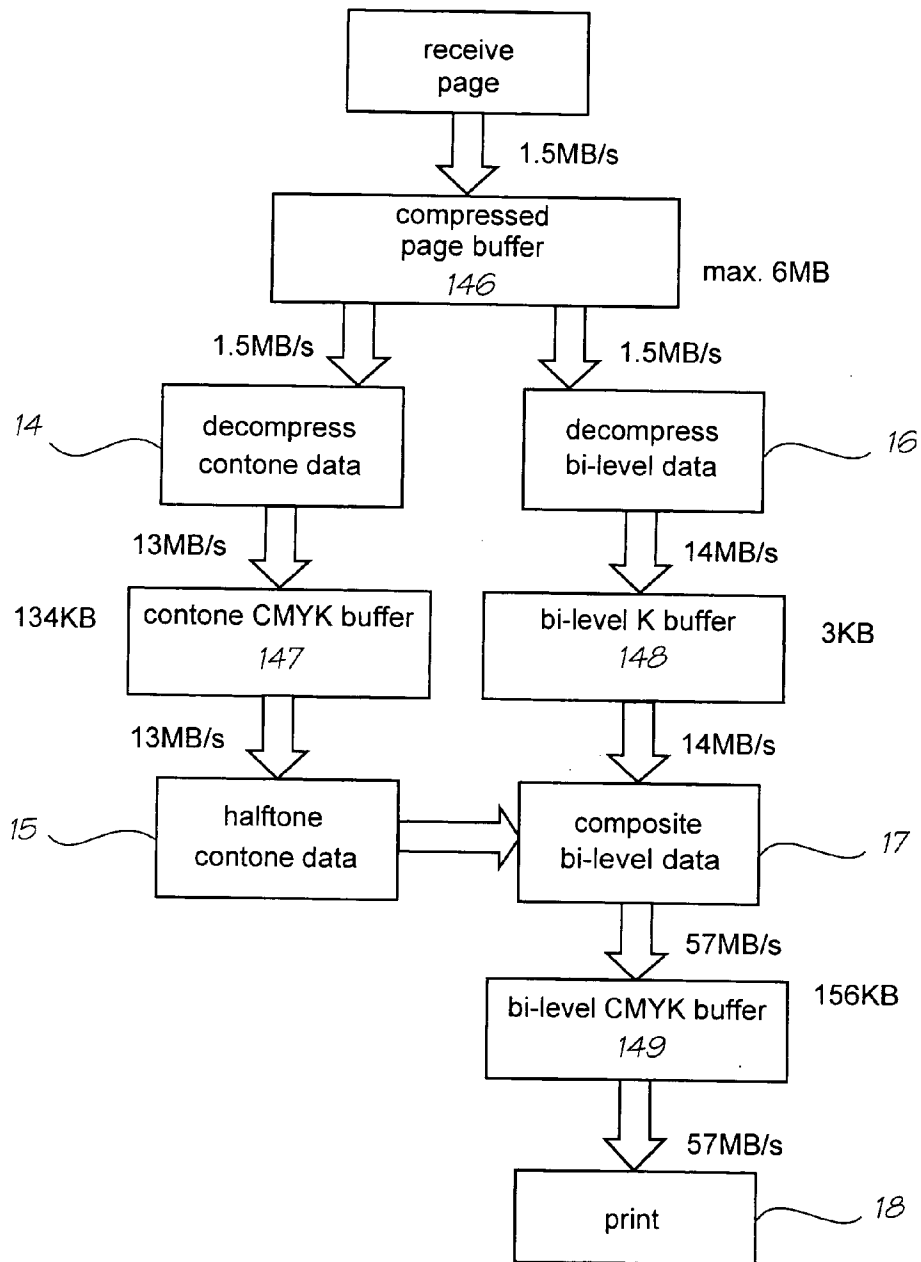 receive
page
1.5MB/s
compressed
page buffer
146
max. 6MB
1.5MB/s
1.5MB/s
14
decompress
contone data
decompress
bi-level data
16
13MB/s
14MB/s
134KB
contone CMYK buffer
147
bi-level K buffer
148
3KB
13MB/s
14MB/s
15
halftone
contone data
composite
bi-level data
17
57MB/s
bi-level CMYK buffer
149
156KB
57MB/s
print
18